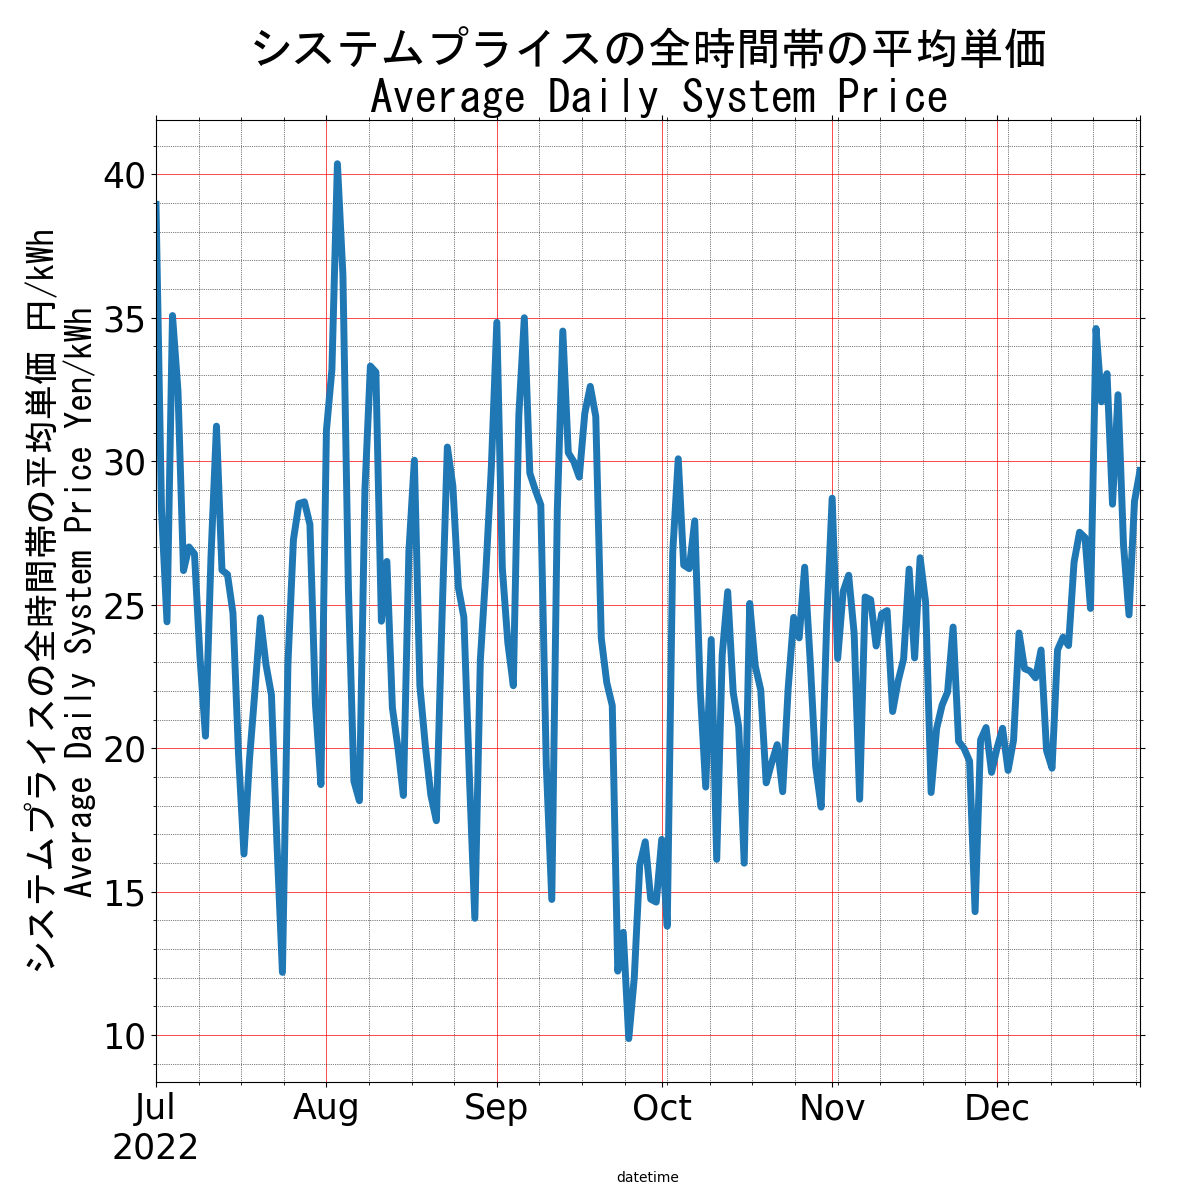 システムプライスの全時間帯の平均単価
Average Daily System Price
システムプライスの全時間帯の平均単価 円/kWh
Average Daily System Price Yen/kWh
40
35
30
25
20
15
10
Jul
2022
Aug
Sep
Oct
Nov
Dec
datetime